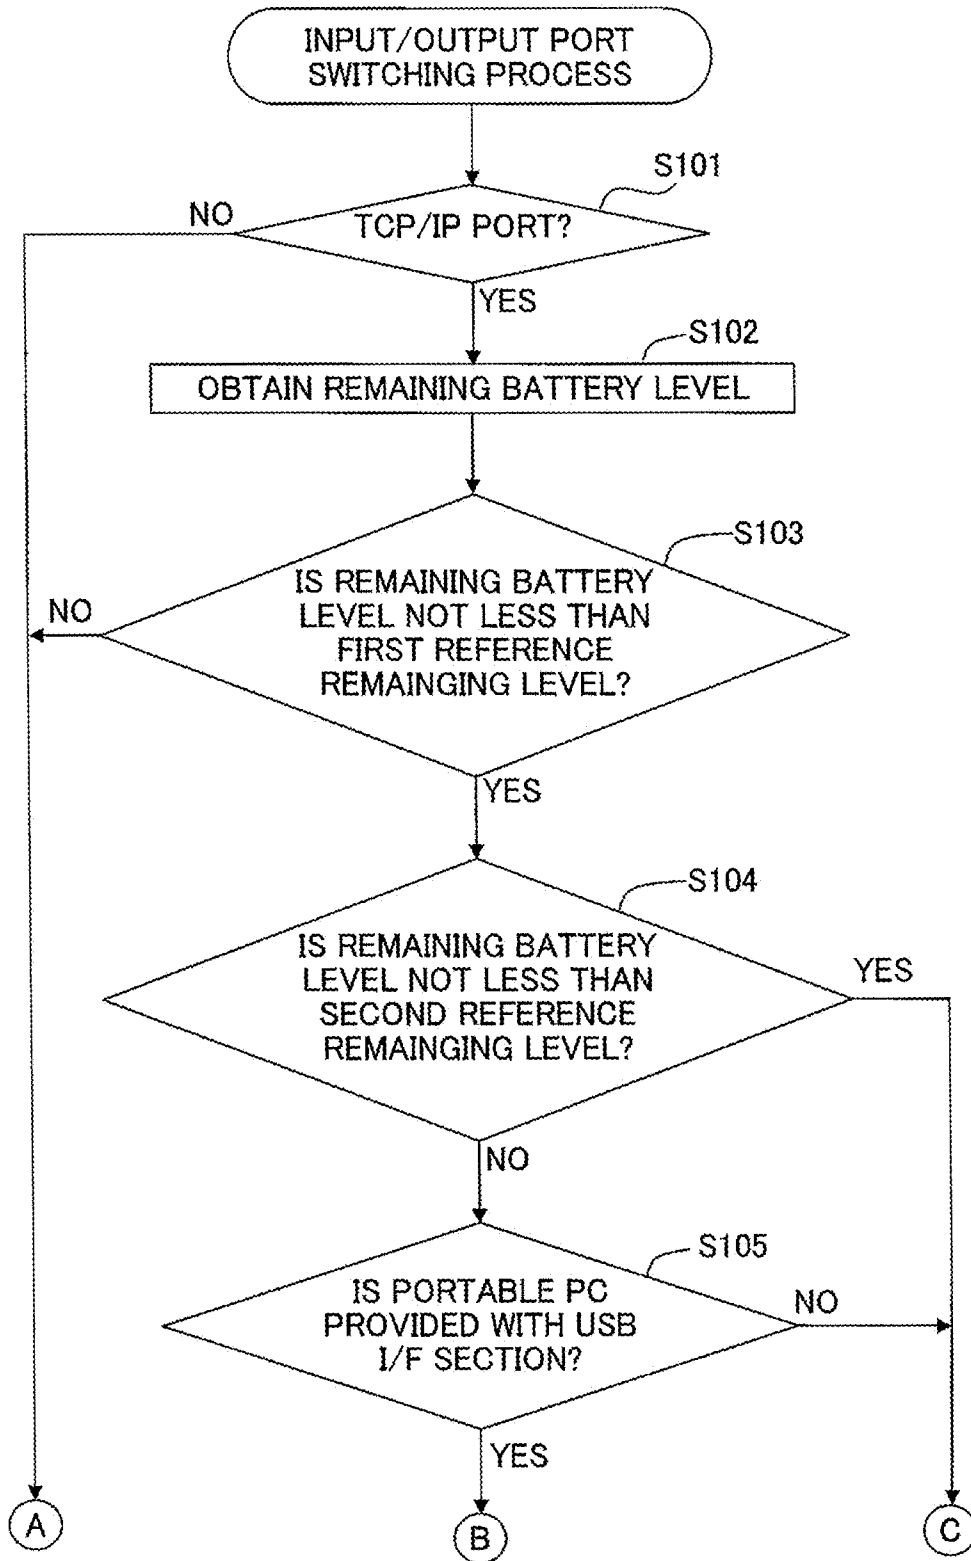 INPUT/OUTPUT PORT
SWITCHING PROCESS
S101
NO
TCP/IP PORT?
YES
S102
OBTAIN REMAINING BATTERY LEVEL
S103
IS REMAINING BATTERY
LEVEL NOT LESS THAN
FIRST REFERENCE
REMAINGING LEVEL?
NO
YES
S104
IS REMAINING BATTERY
LEVEL NOT LESS THAN
SECOND REFERENCE
REMAINGING LEVEL?
YES
NO
S105
IS PORTABLE PC
PROVIDED WITH USB
I/F SECTION?
NO
YES
A
B
C